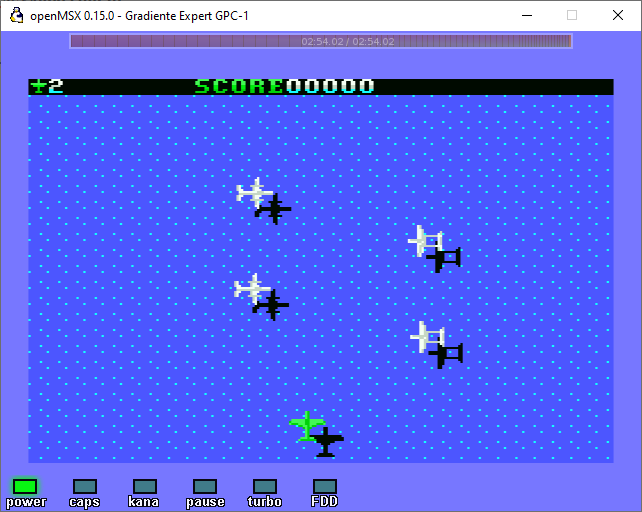 openMSX 0.15.0 - Gradiente Expert GPC-1
02:54.02 / 02:54.02
2 SCORE00000
power caps kana pause turbo FDD